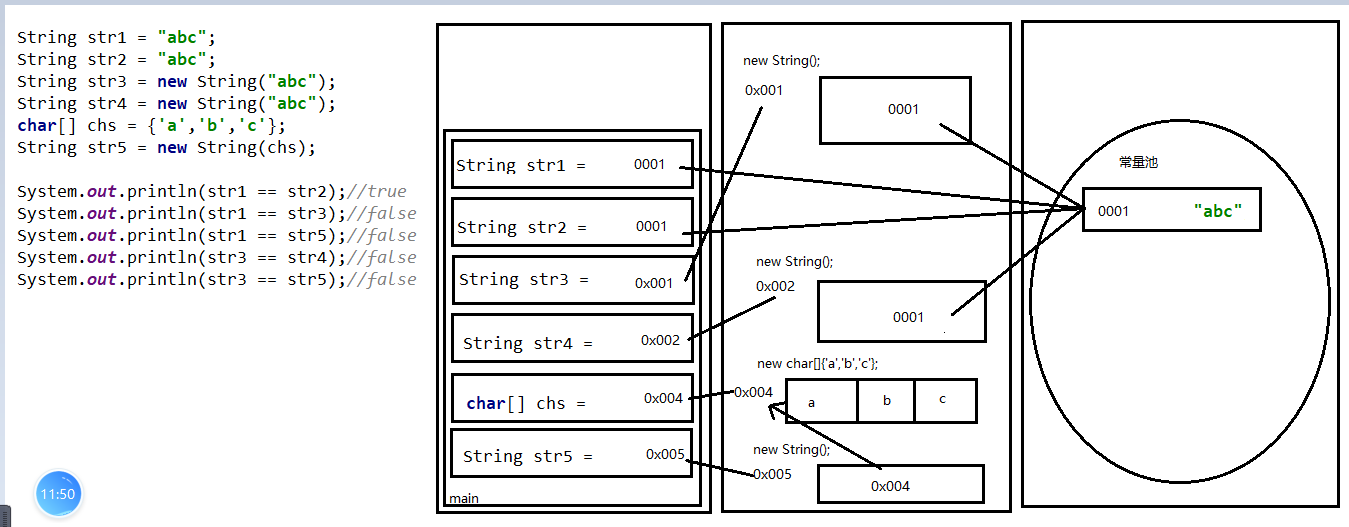 String str1 = "abc";
String str2 = "abc";
String str3 = new String("abc");
String str4 = new String("abc");
char[] chs = {'a','b','c'};
String str5 = new String(chs);
System.out.println(str1 == str2);//true
System.out.println(str1 == str3);//false
System.out.println(str1 == str5);//false
System.out.println(str3 == str4);//false
System.out.println(str3 == str5);//false
11:50
String str1 = 0001
String str2 = 0001
String str3 = 0x001
String str4 = 0x002
char[] chs = 0x004
String str5 = 0x005
main
new String();
0x001
0001
new String();
0x002
0001
new char[]{'a','b','c'};
0x004
a b c
new String();
0x005
0x004
常量池
0001 "abc"